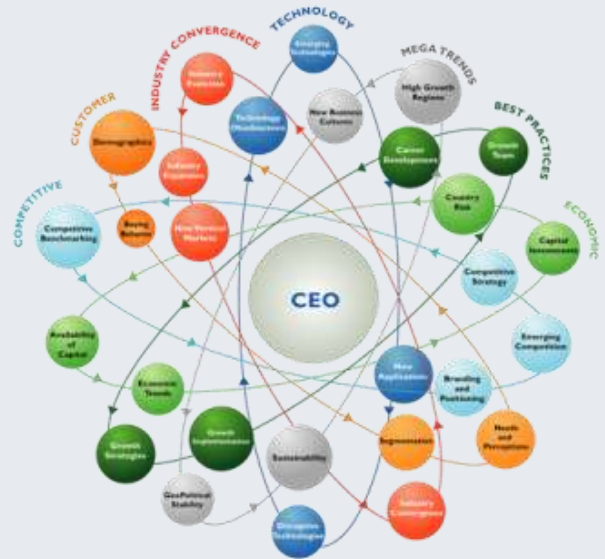 TECHNOLOGY
INDUSTRY CONVERGENCE
MEGA TRENDS
CUSTOMER
BEST PRACTICES
COMPETITIVE
ECONOMIC
Emerging
Technologies
Industry
Evolution
High Growth
Regions
Technology
Obsolescence
New Business
Cultures
Demographics
Career
Development
Growth
Team
Industry
Expansion
Country
Risk
Competitive
Benchmarking
Buying
Behavior
New Vertical
Markets
Capital
Investments
Competitive
Strategy
CEO
Availability
of
Capital
Emerging
Competition
Economic
Trends
New
Applications
Branding
and
Positioning
Growth
Strategies
Growth
Implementation
Sustainability
Segmentation
Needs
and
Perceptions
GeoPolitical
Stability
Industry
Convergence
Disruptive
Technologies